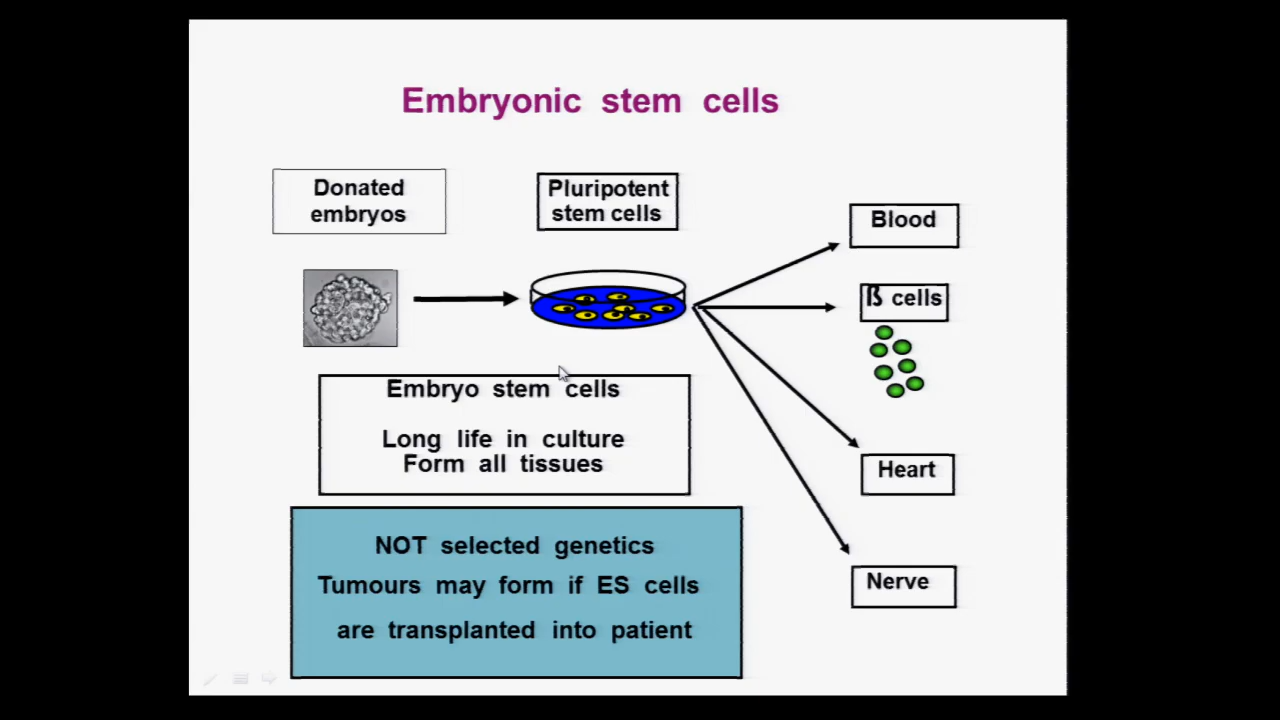 Embryonic stem cells
Donated
embryos
Pluripotent
stem cells
Blood
ß cells
Heart
Nerve
Embryo stem cells
Long life in culture
Form all tissues
NOT selected genetics
Tumours may form if ES cells
are transplanted into patient